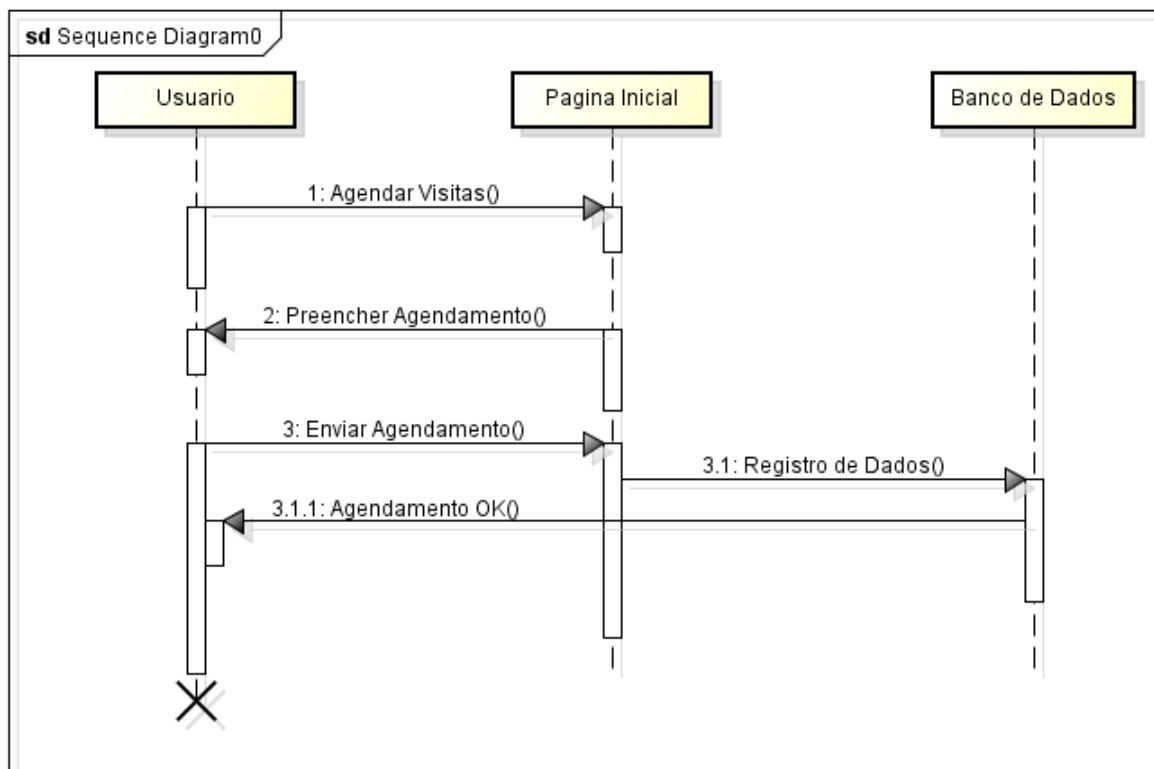 sd Sequence Diagram0
Usuario
Pagina Inicial
Banco de Dados
1: Agendar Visitas()
2: Preencher Agendamento()
3: Enviar Agendamento()
3.1: Registro de Dados()
3.1.1: Agendamento OK()